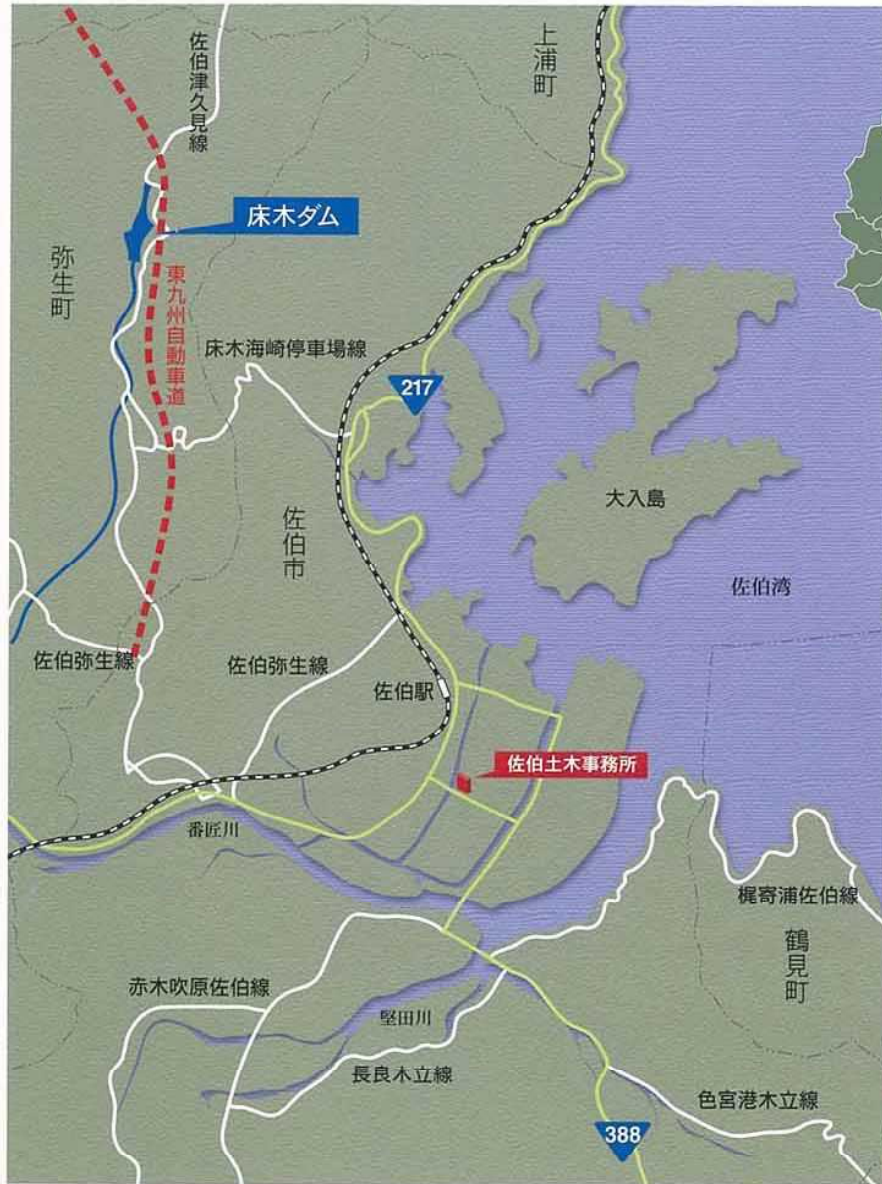 佐伯津久見線
上浦町
床木ダム
弥生町
東九州自動車道
床木海崎停車場線
217
大入島
佐伯市
佐伯湾
佐伯弥生線
佐伯弥生線
佐伯駅
佐伯土木事務所
番匠川
梶寄浦佐伯線
鶴見町
赤木吹原佐伯線
堅田川
長良木立線
色宮港木立線
388